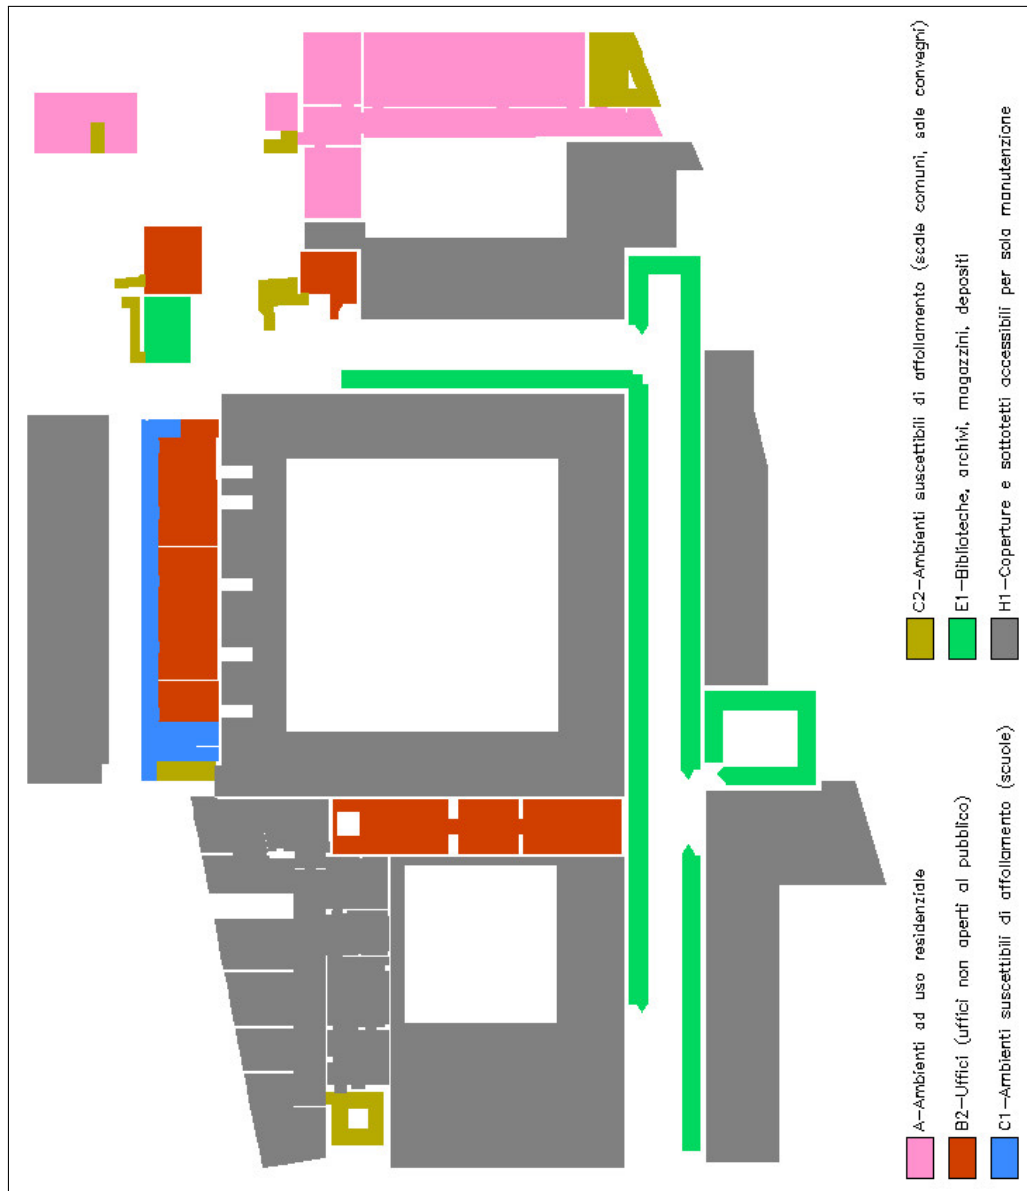 A-Ambienti ad uso residenziale
B2-Uffici (uffici non aperti al pubblico)
C1-Ambienti suscettibili di affollamento (scuole)
C2-Ambienti suscettibili di affollamento (scale comuni, sale convegni)
E1-Biblioteche, archivi, magazzini, depositi
H1-Coperture e sottotetti accessibili per sola manutenzione